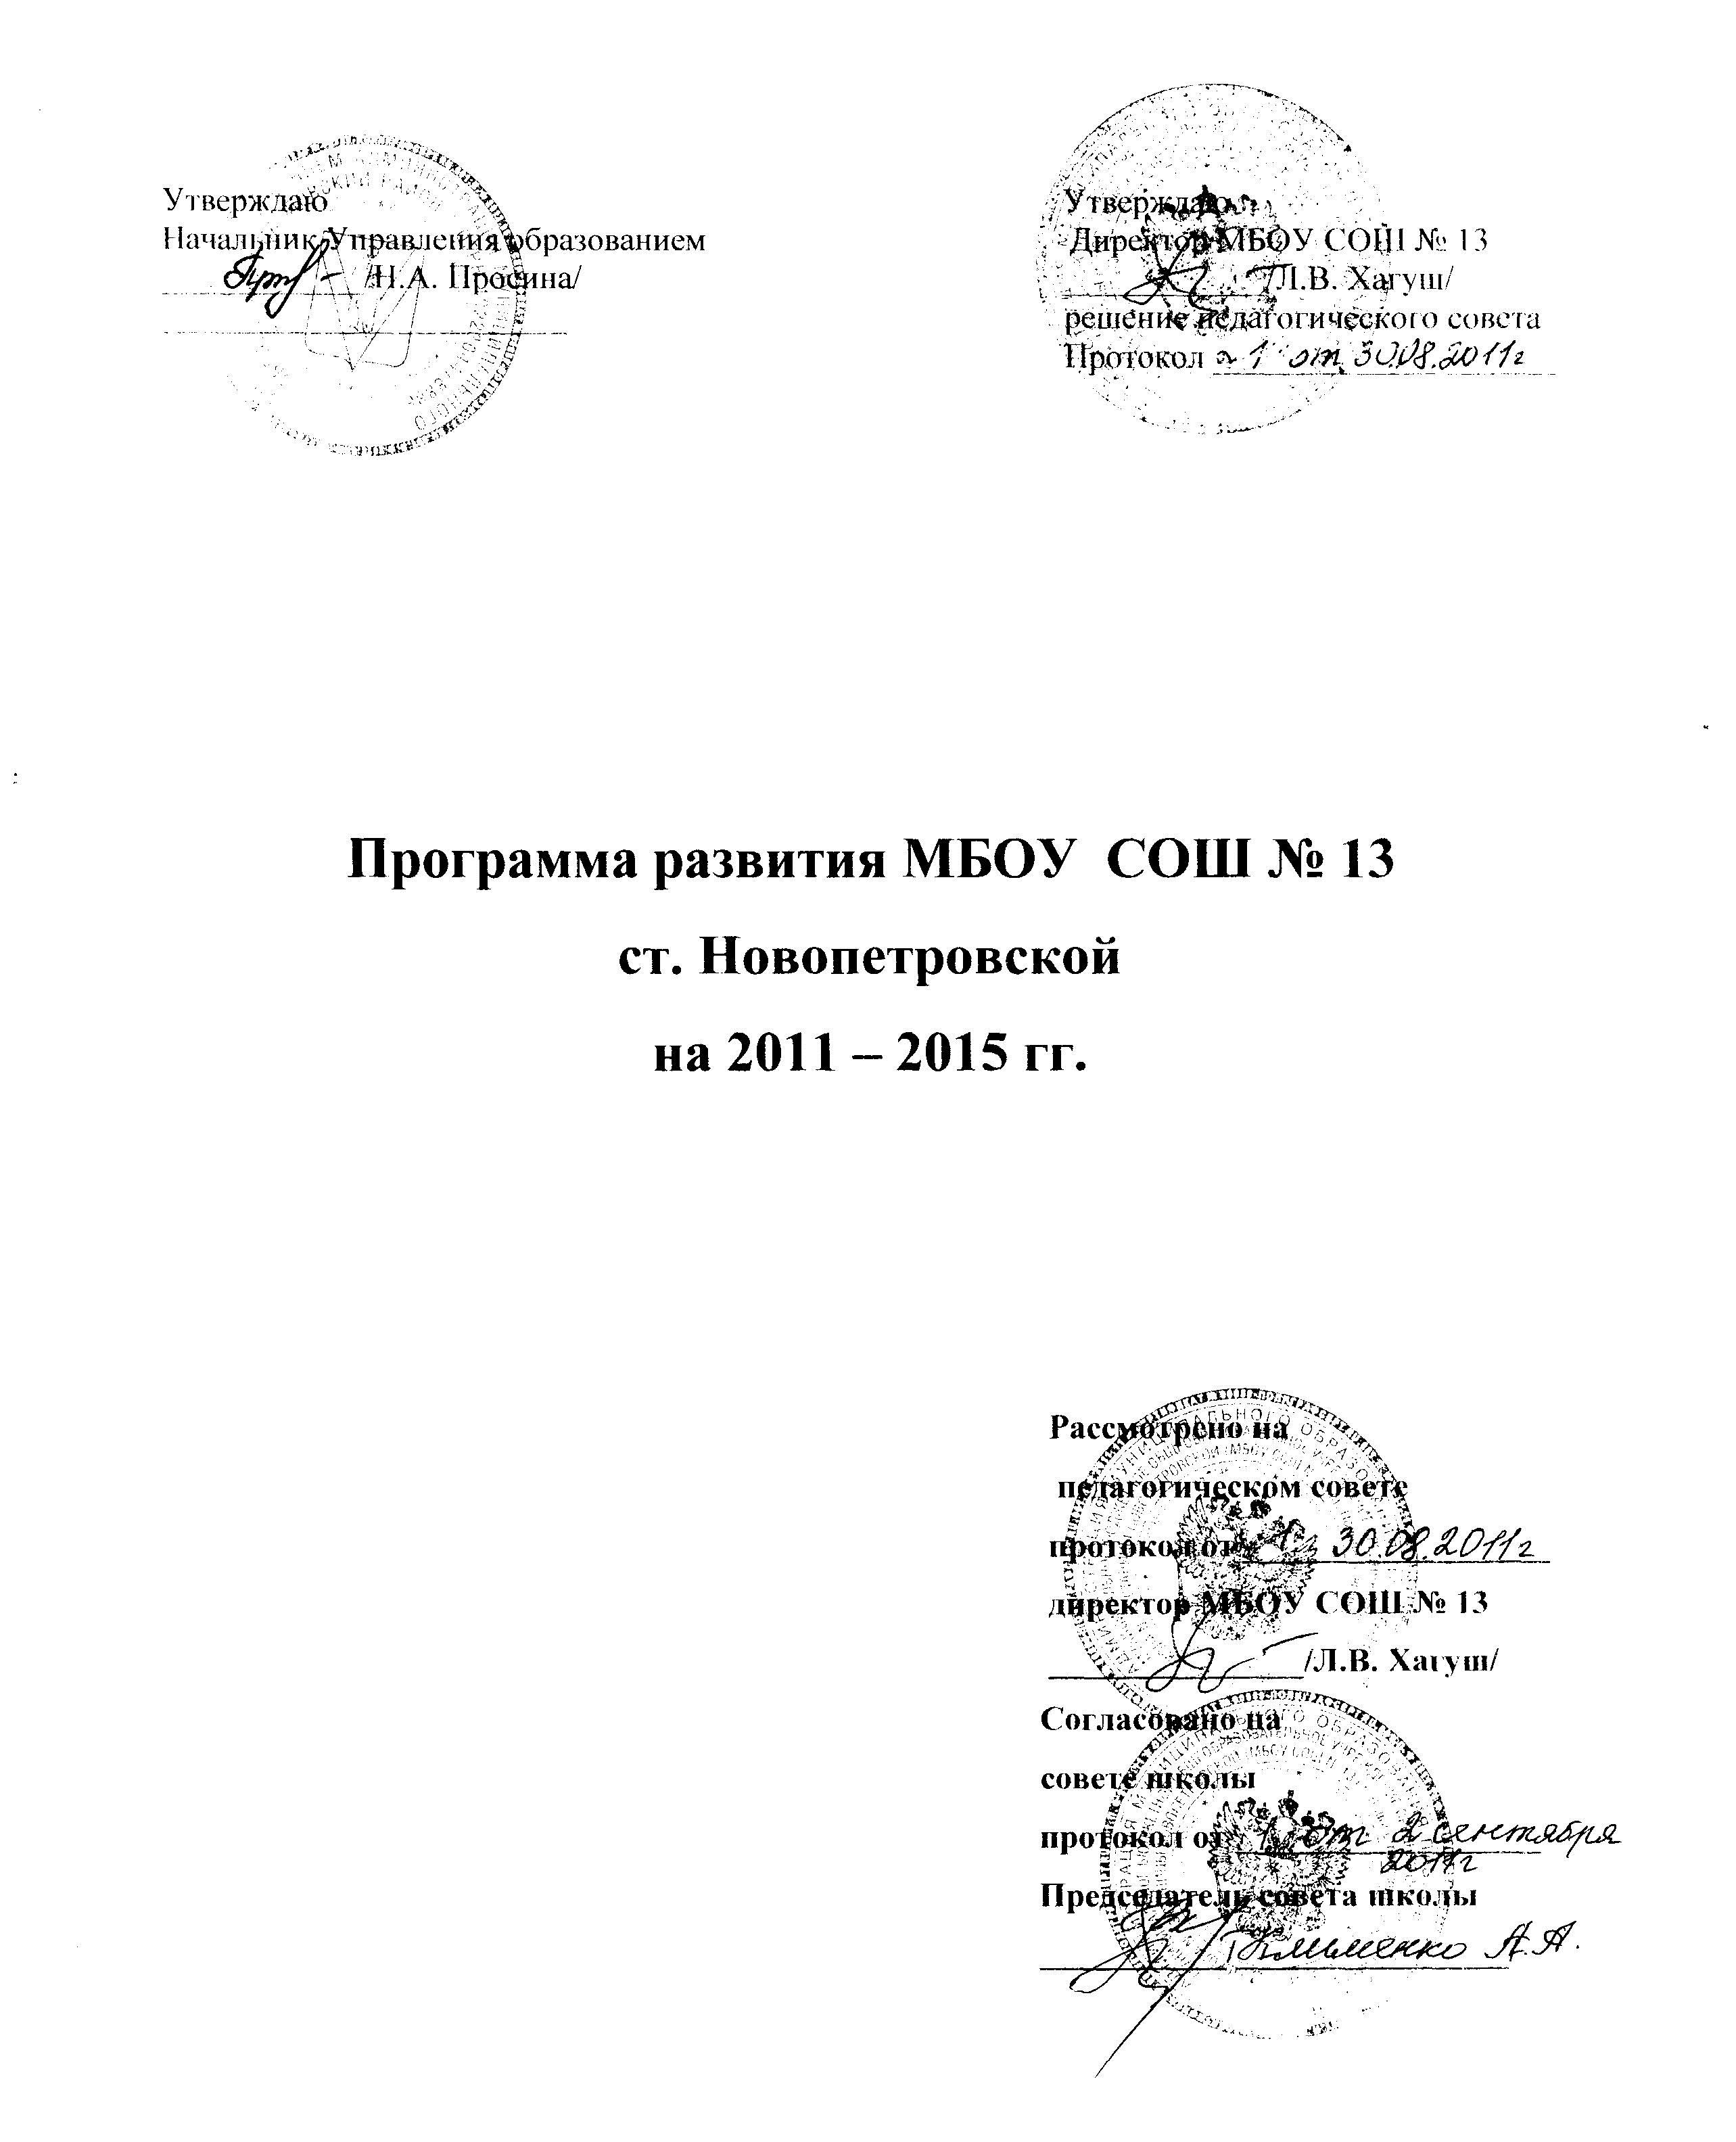 Утверждаю
Начальник Управления образованием
/Н.А. Просина/
Утверждаю
Директор МБОУ СОШ № 13
/Л.В. Хагуш/
решение педагогического совета
Протокол 1 от 30.08.2011г
Программа развития МБОУ СОШ № 13
ст. Новопетровской
на 2011 – 2015 гг.
Рассмотрено на
педагогическом совете
протокол от 30.08.2011г
директор МБОУ СОШ № 13
/Л.В. Хагуш/
Согласовано на
совете школы
протокол от 1 от 2 сентября
2011г
Председатель совета школы
А.А.